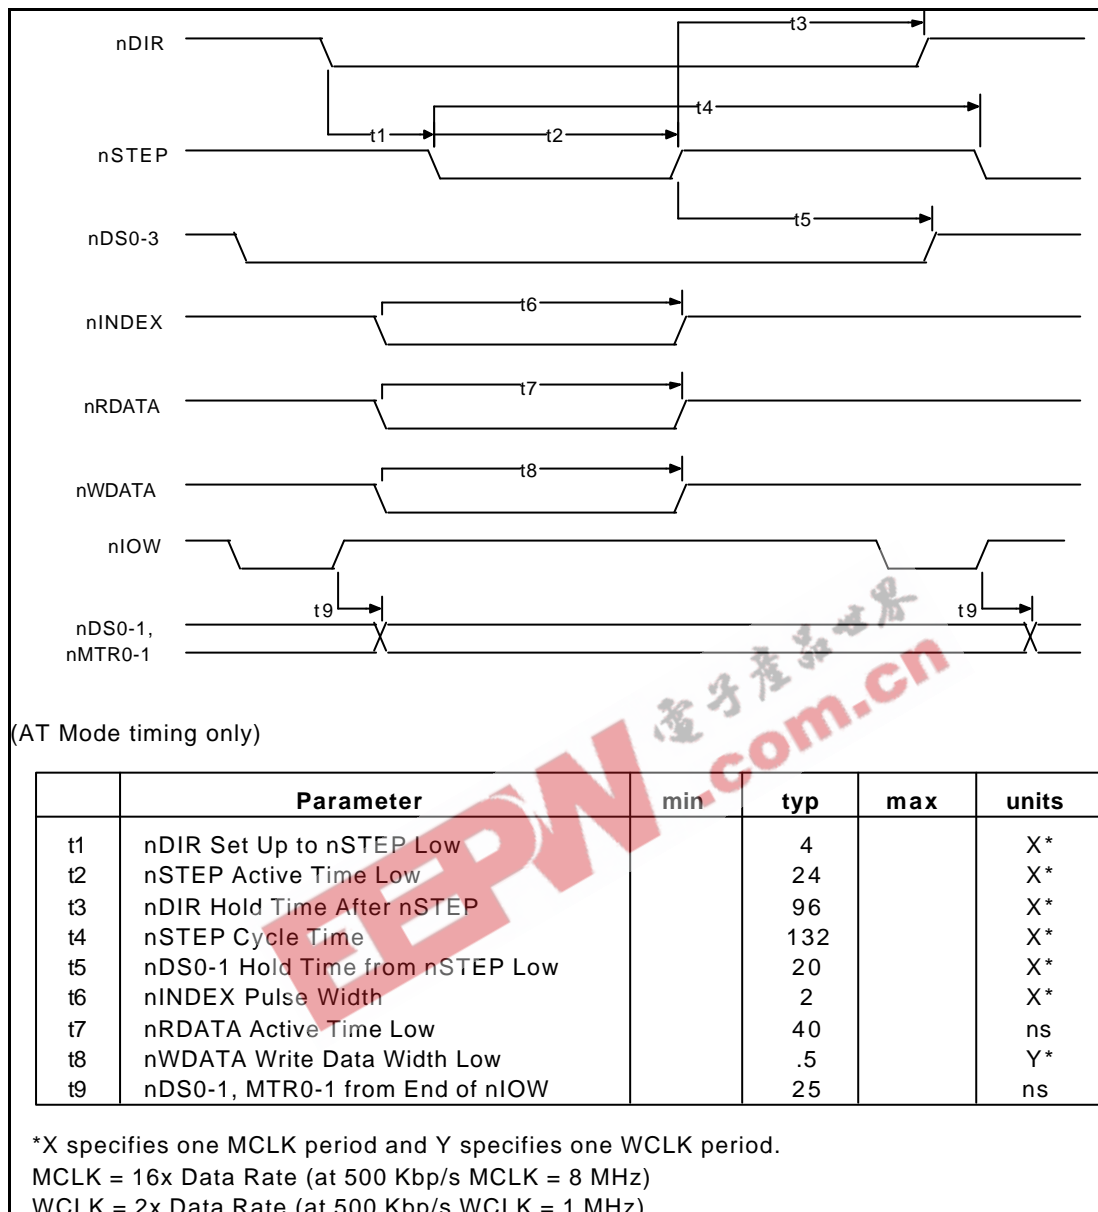 nDIR
t3
t4
t1
t2
nSTEP
t5
nDS0-3
t6
nINDEX
t7
nRDATA
t8
nWDATA
nIOW
t9
t9
nDS0-1,
nMTR0-1
電子產品世界
EEPW.com.cn
(AT Mode timing only)
Parameter min typ max units
t1 nDIR Set Up to nSTEP Low 4 X*
t2 nSTEP Active Time Low 24 X*
t3 nDIR Hold Time After nSTEP 96 X*
t4 nSTEP Cycle Time 132 X*
t5 nDS0-1 Hold Time from nSTEP Low 20 X*
t6 nINDEX Pulse Width 2 X*
t7 nRDATA Active Time Low 40 ns
t8 nWDATA Write Data Width Low .5 Y*
t9 nDS0-1, MTR0-1 from End of nIOW 25 ns
*X specifies one MCLK period and Y specifies one WCLK period.
MCLK = 16x Data Rate (at 500 Kbp/s MCLK = 8 MHz)
WCLK = 2x Data Rate (at 500 Kbp/s WCLK = 1 MHz)